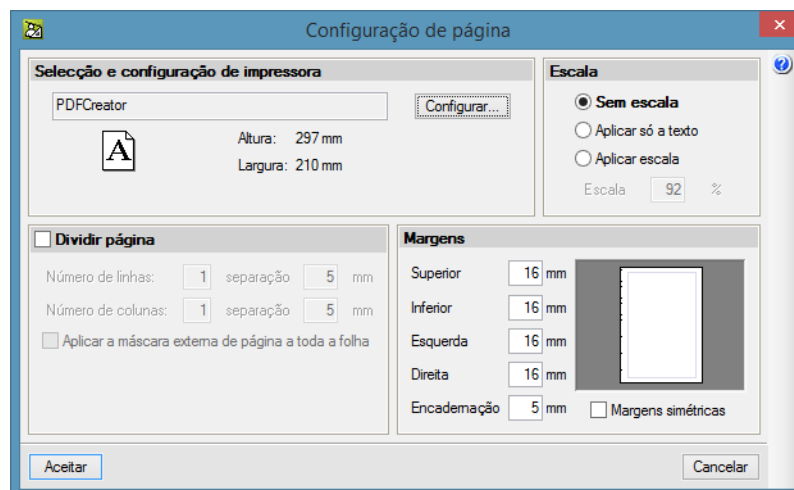 Configuração de página
Selecção e configuração de impressora
PDFCreator
Configurar...
A
Altura: 297 mm
Largura: 210 mm
Escala
Sem escala
Aplicar só a texto
Aplicar escala
Escala 92 %
Dividir página
Número de linhas: 1 separação 5 mm
Número de colunas: 1 separação 5 mm
Aplicar a máscara externa de página a toda a folha
Margens
Superior 16 mm
Inferior 16 mm
Esquerda 16 mm
Direita 16 mm
Encadernação 5 mm
Margens simétricas
Aceitar
Cancelar